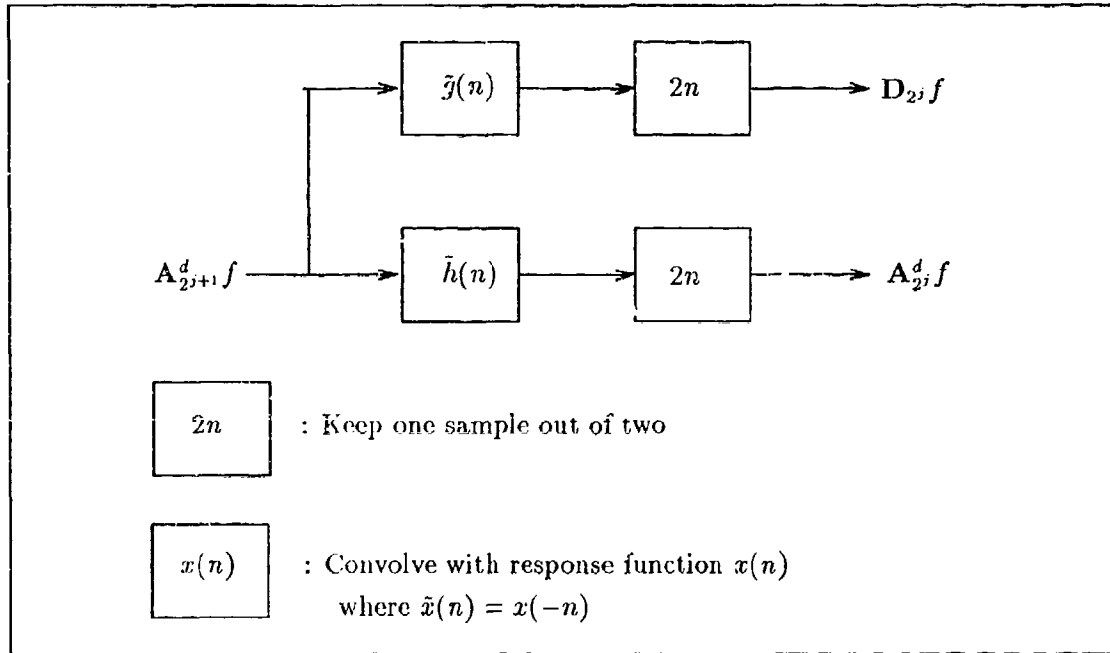 g̃(n) 2n D_{2^j} f
A^d_{2^{j+1}} f h̃(n) 2n A^d_{2^j} f
2n : Keep one sample out of two
x(n) : Convolve with response function x(n)
where x̃(n) = x(−n)